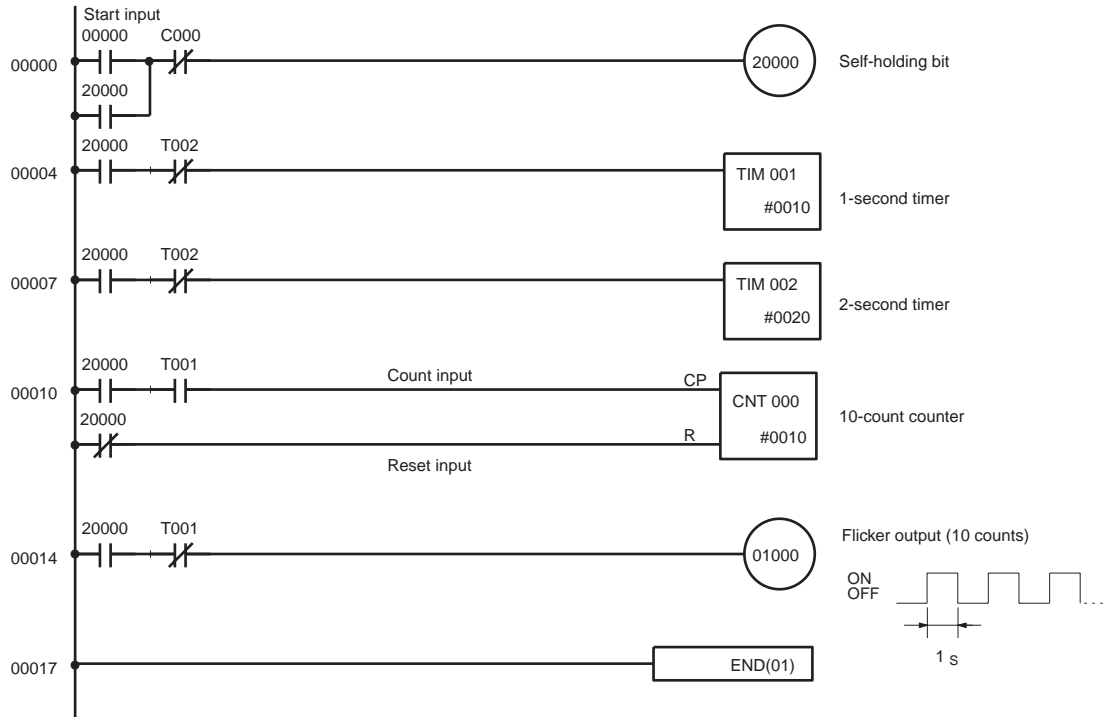 Start input
00000 C000
00000
20000 Self-holding bit
20000
20000 T002
00004
TIM 001
#0010
1-second timer
20000 T002
00007
TIM 002
#0020
2-second timer
20000 T001
00010
Count input CP
CNT 000
#0010
10-count counter
20000
R
Reset input
20000 T001
00014
01000
Flicker output (10 counts)
ON
OFF
1 s
00017
END(01)